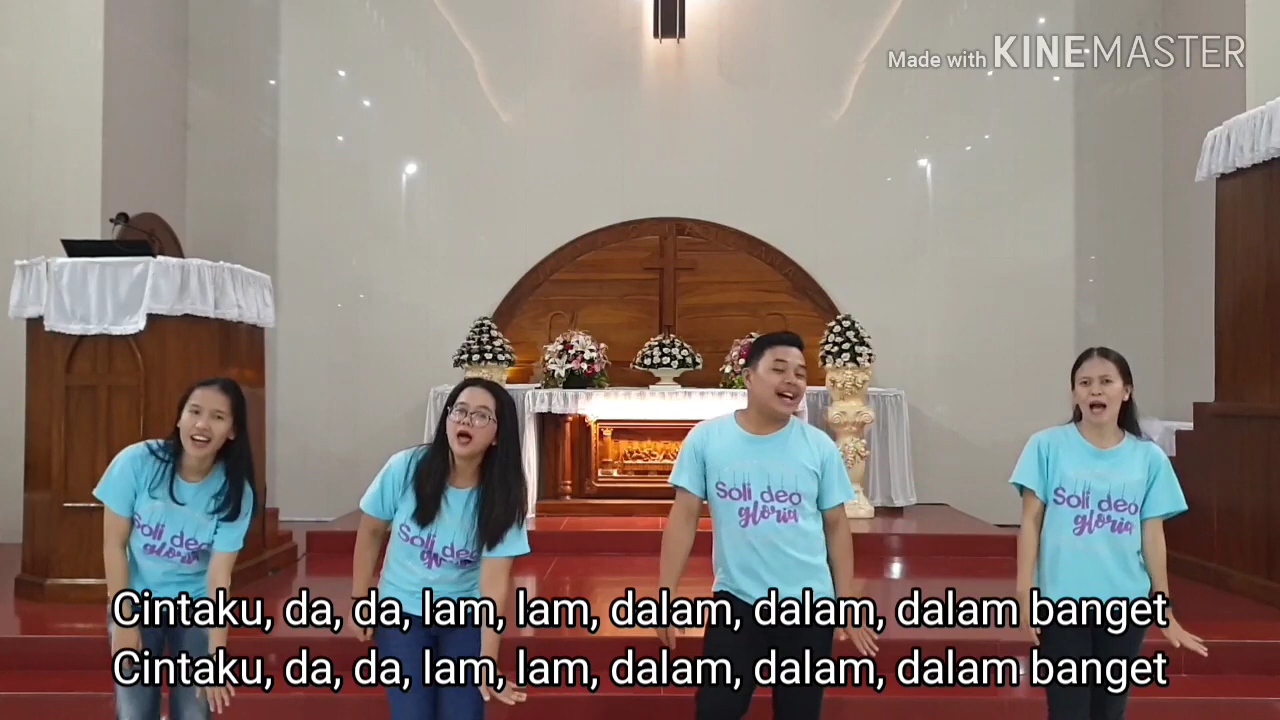 Made with KINEMASTER
Soli deo
gloria
Soli deo
gloria
Soli deo
gloria
Soli deo
gloria
Cintaku, da, da, lam, lam, dalam, dalam, dalam banget
Cintaku, da, da, lam, lam, dalam, dalam, dalam banget